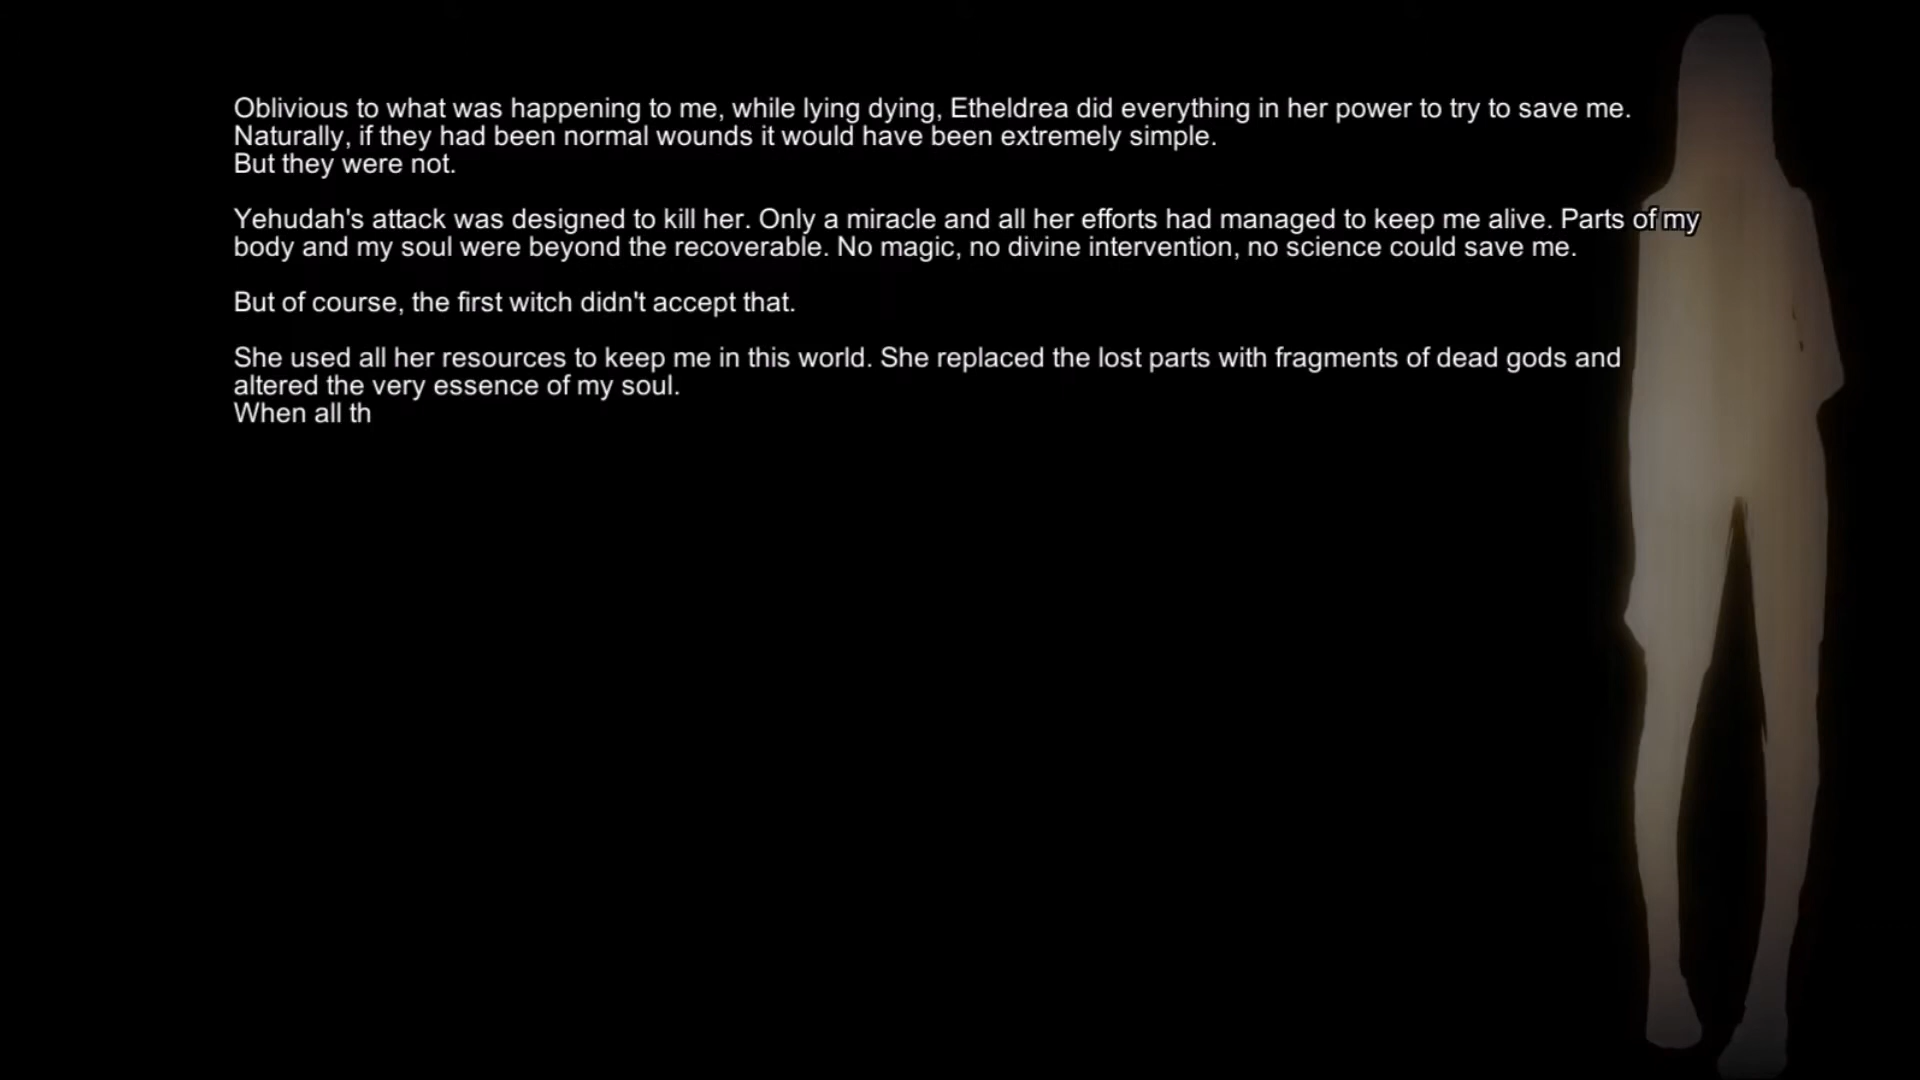 Oblivious to what was happening to me, while lying dying, Etheldrea did everything in her power to try to save me.
Naturally, if they had been normal wounds it would have been extremely simple.
But they were not.
Yehudah's attack was designed to kill her. Only a miracle and all her efforts had managed to keep me alive. Parts of my
body and my soul were beyond the recoverable. No magic, no divine intervention, no science could save me.
But of course, the first witch didn't accept that.
She used all her resources to keep me in this world. She replaced the lost parts with fragments of dead gods and
altered the very essence of my soul.
When all th